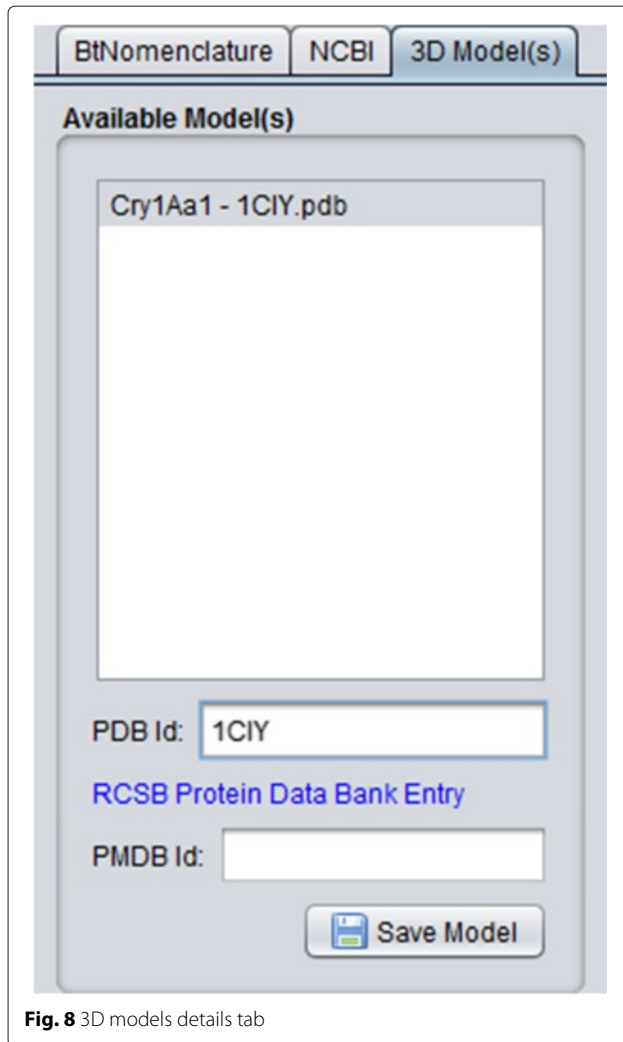 BtNomenclature NCBI 3D Model(s)
Available Model(s)
Cry1Aa1 - 1CIY.pdb
PDB Id: 1CIY
RCSB Protein Data Bank Entry
PMDB Id:
Save Model
Fig. 8 3D models details tab